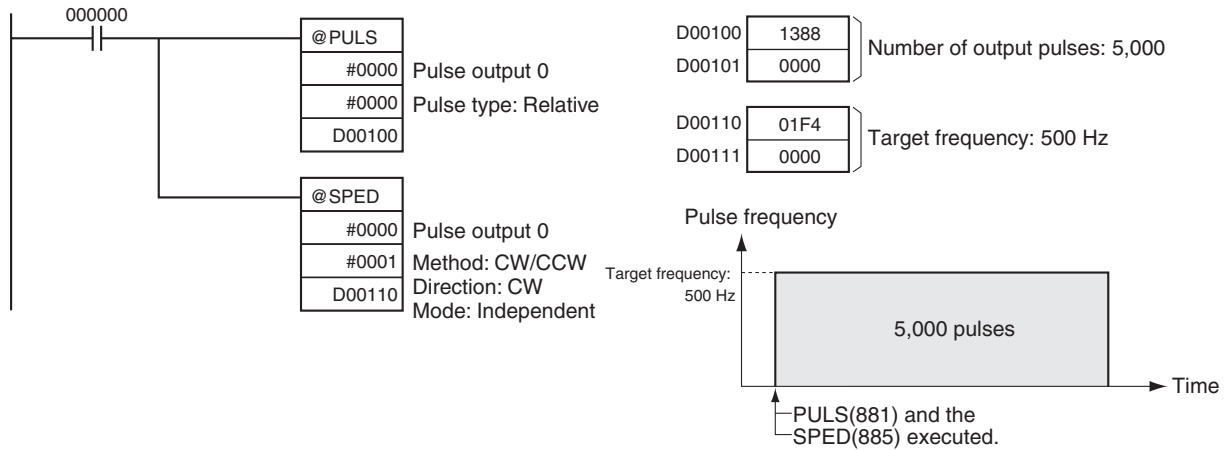 000000
@PULS
#0000 Pulse output 0
#0000 Pulse type: Relative
D00100
@SPED
#0000 Pulse output 0
#0001 Method: CW/CCW
Direction: CW
D00110
Mode: Independent
D00100 1388
D00101 0000
Number of output pulses: 5,000
D00110 01F4
D00111 0000
Target frequency: 500 Hz
Pulse frequency
Target frequency:
500 Hz
5,000 pulses
Time
PULS(881) and the
SPED(885) executed.